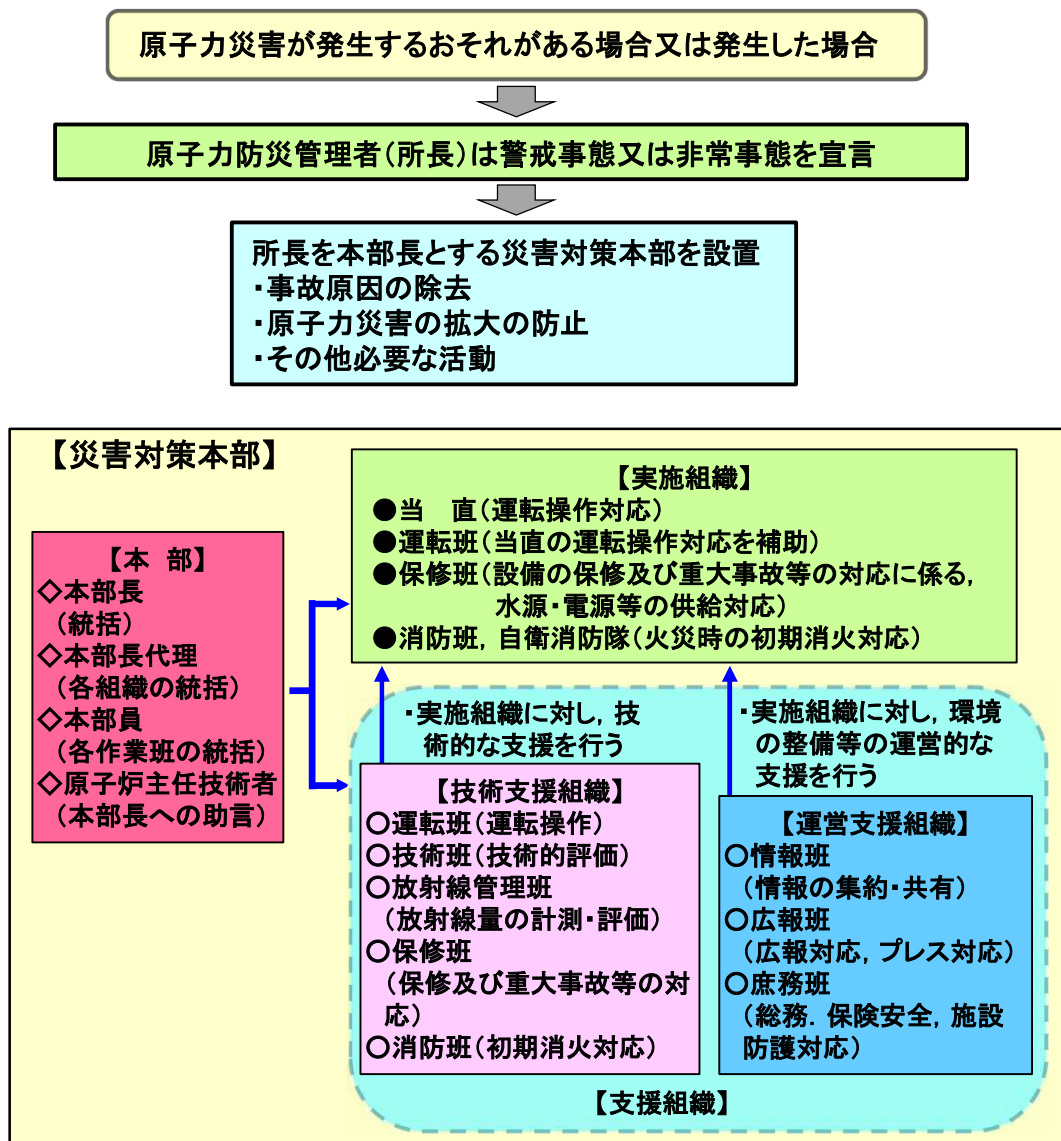 原子力災害が発生するおそれがある場合又は発生した場合
原子力防災管理者(所長)は警戒事態又は非常事態を宣言
所長を本部長とする災害対策本部を設置
・事故原因の除去
・原子力災害の拡大の防止
・その他必要な活動
【災害対策本部】
【本 部】
◇本部長
(統括)
◇本部長代理
(各組織の統括)
◇本部員
(各作業班の統括)
◇原子炉主任技術者
(本部長への助言)
【実施組織】
●当 直(運転操作対応)
●運転班(当直の運転操作対応を補助)
●保修班(設備の保修及び重大事故等の対応に係る,
水源・電源等の供給対応)
●消防班,自衛消防隊(火災時の初期消火対応)
・実施組織に対し,技
術的な支援を行う
【技術支援組織】
○運転班(運転操作)
○技術班(技術的評価)
○放射線管理班
(放射線量の計測・評価)
○保修班
(保修及び重大事故等の対
応)
○消防班(初期消火対応)
・実施組織に対し,環境
の整備等の運営的な
支援を行う
【運営支援組織】
○情報班
(情報の集約・共有)
○広報班
(広報対応,プレス対応)
○庶務班
(総務.保険安全,施設
防護対応)
【支援組織】